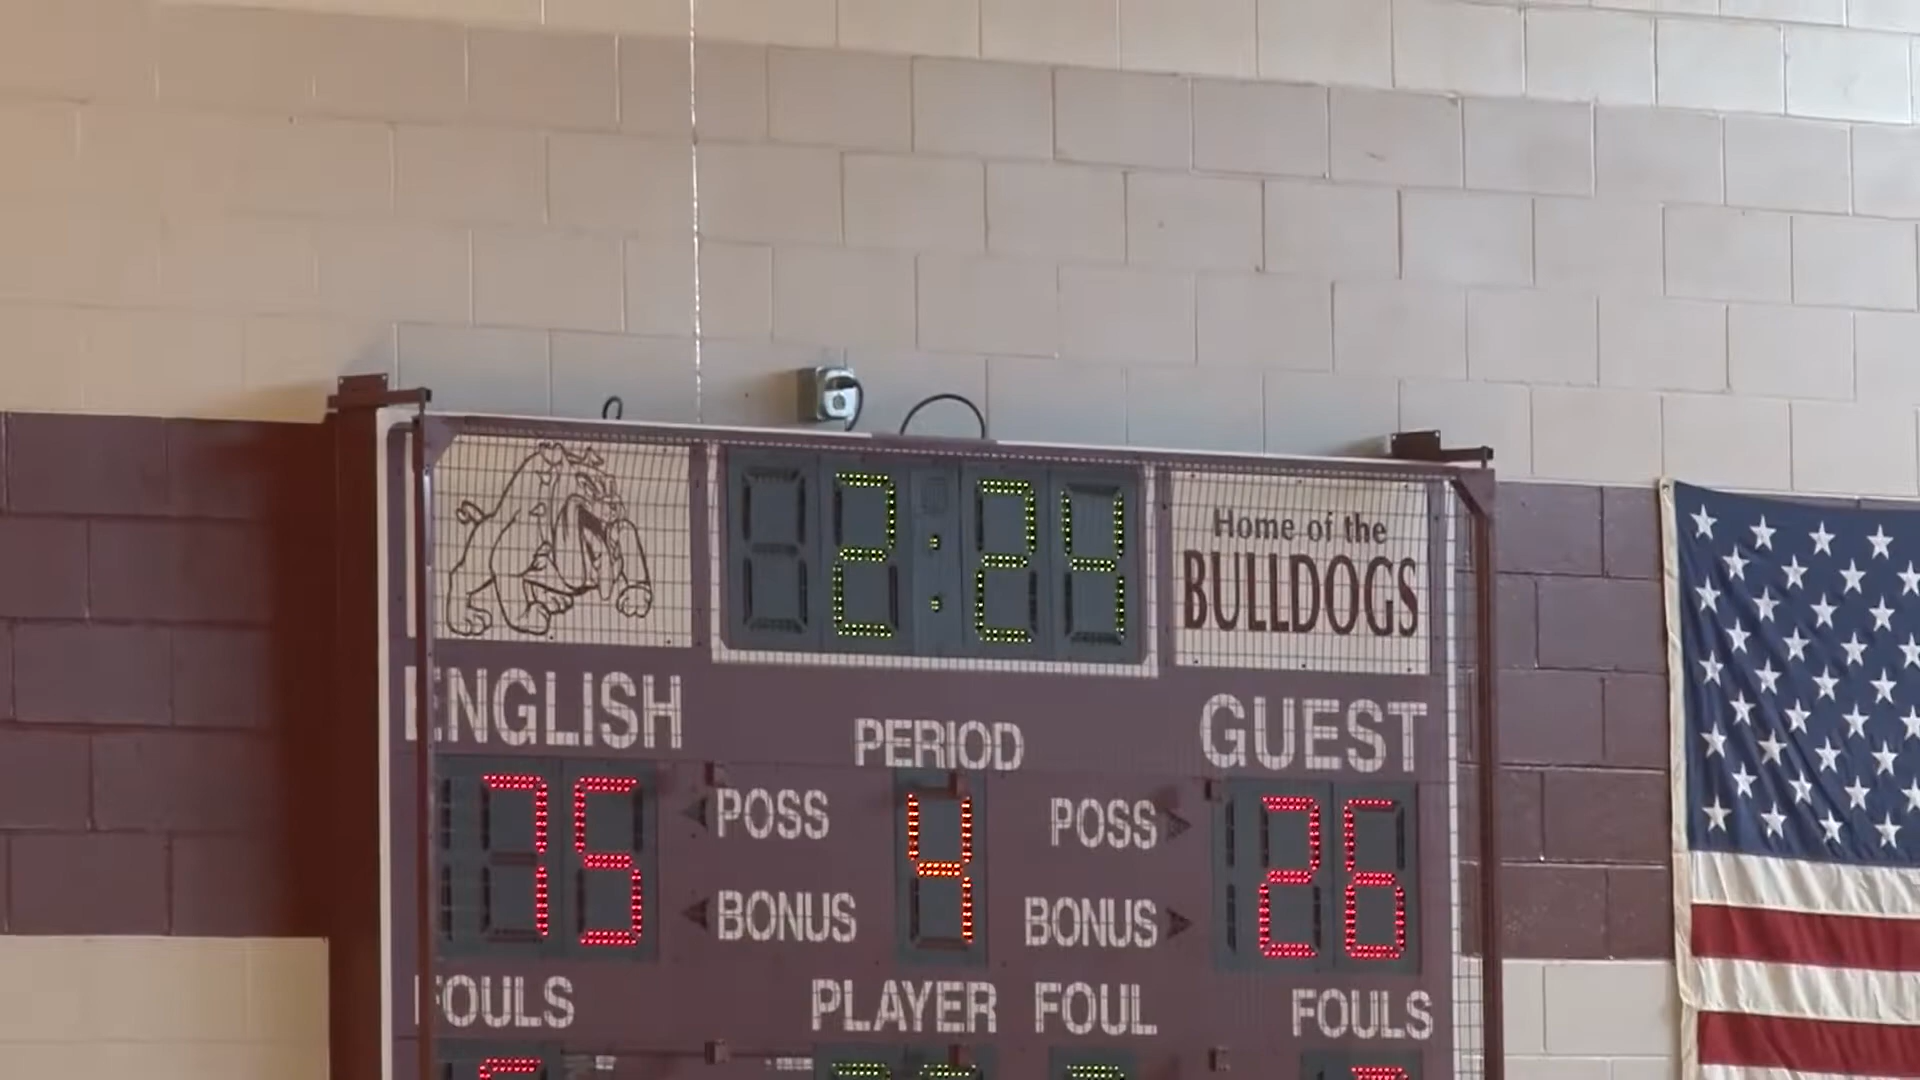 2:24
Home of the
BULLDOGS
ENGLISH
PERIOD
GUEST
75
POSS
4
POSS
26
BONUS
BONUS
FOULS
PLAYER FOUL
FOULS